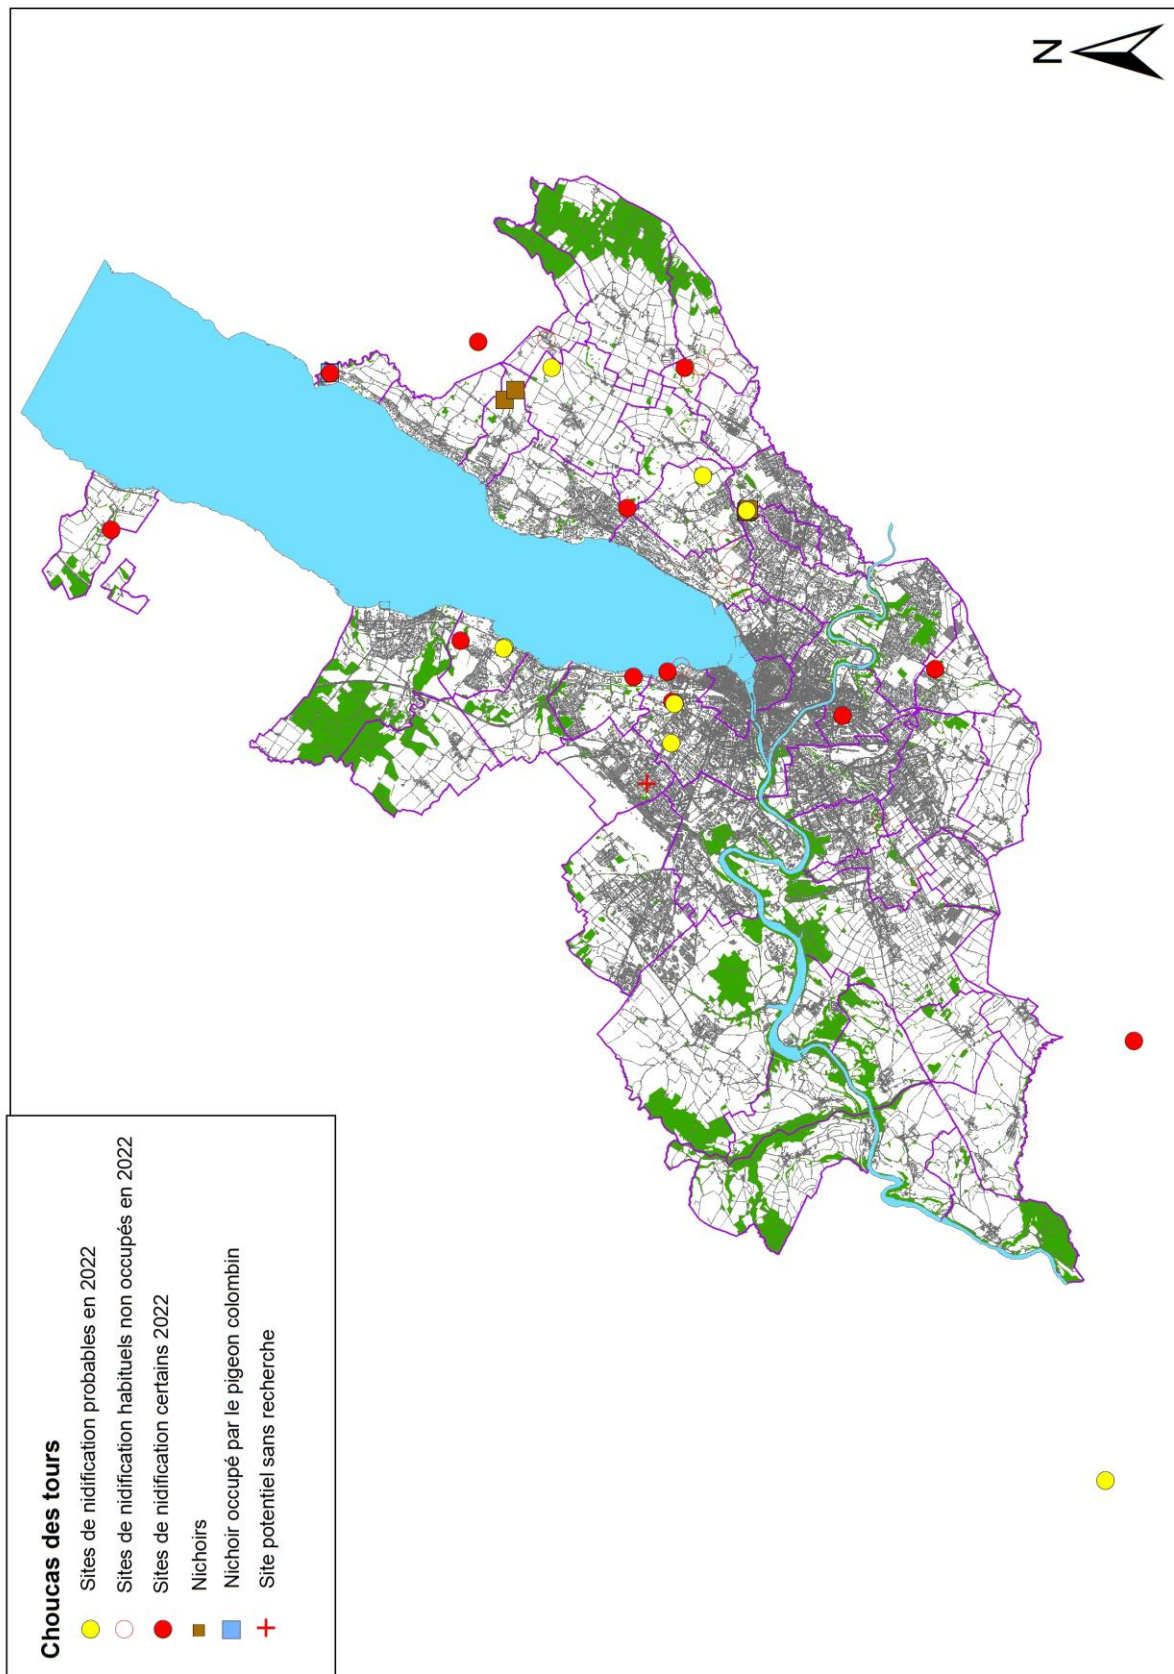 Choucas des tours
Sites de nidification probables en 2022
Sites de nidification habituels non occupés en 2022
Sites de nidification certains 2022
Nichoirs
Nichoir occupé par le pigeon colombin
Site potentiel sans recherche
N